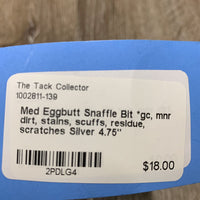 The Tack Collector
1002811-139
Med Eggbutt Snaffle Bit *gc, mnr
dirt, stains, scuffs, residue,
scratches Silver 4.75"
2PDLG4
$18.00